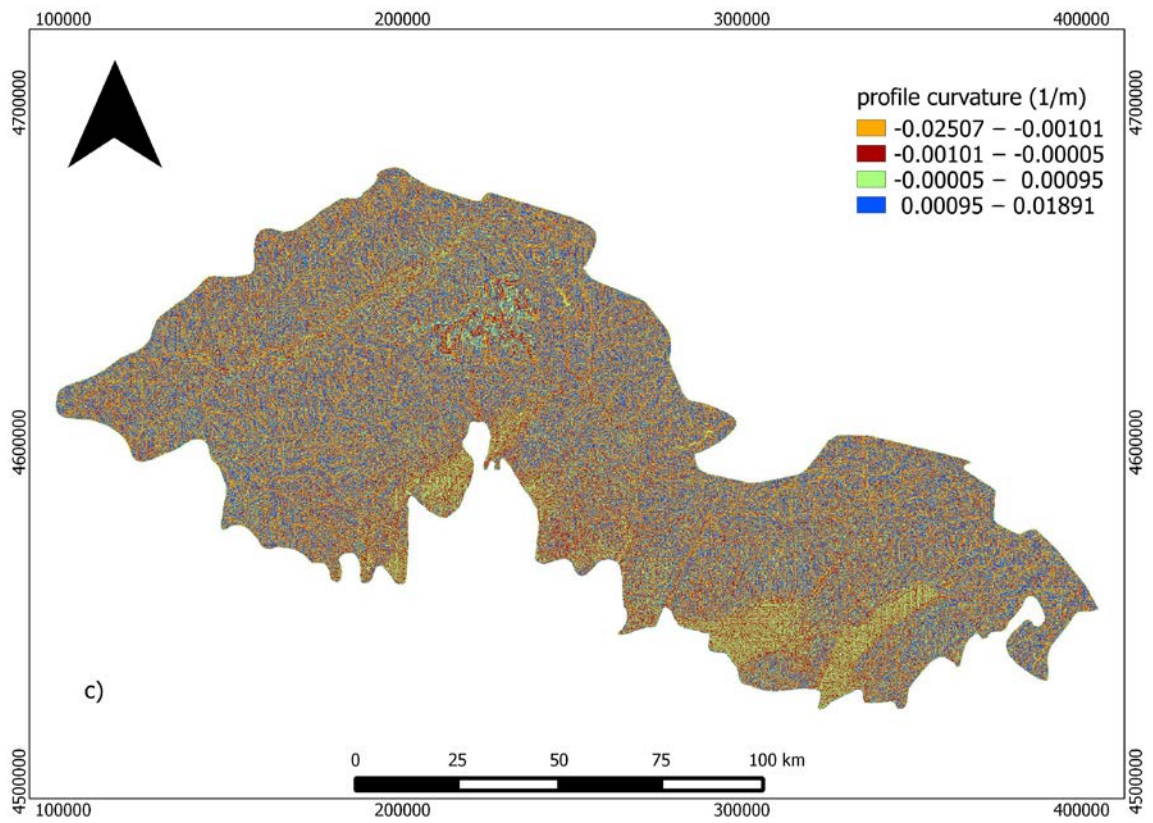 100000 200000 300000 400000
4700000 4700000
profile curvature (1/m)
-0.02507 – -0.00101
-0.00101 – -0.00005
-0.00005 – 0.00095
0.00095 – 0.01891
4600000 4600000
c)
0 25 50 75 100 km
4500000 4500000
100000 200000 300000 400000